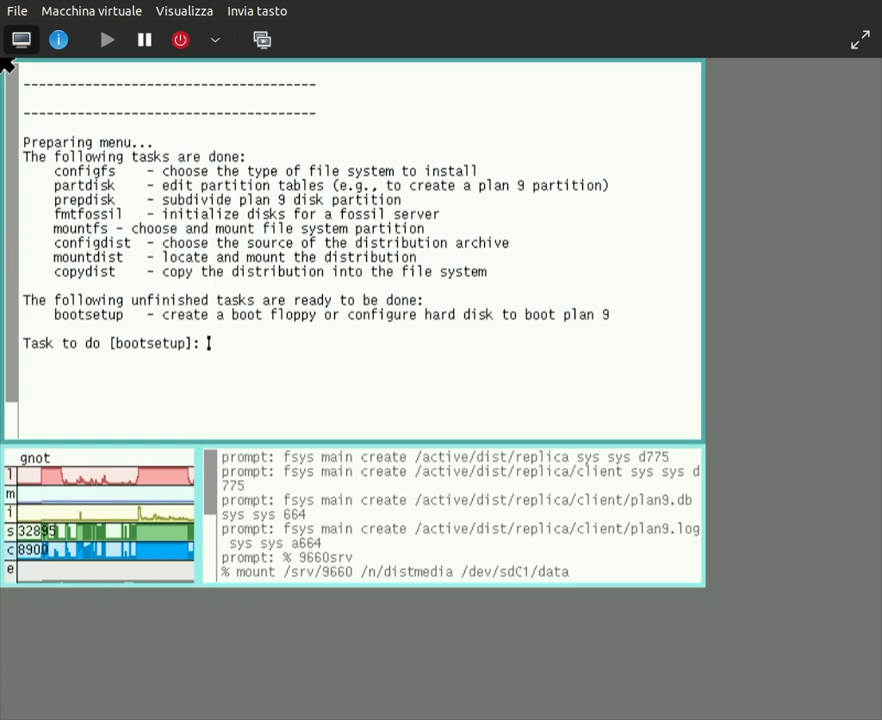 File Macchina virtuale Visualizza Invia tasto
-------------------------------------
-------------------------------------
Preparing menu...
The following tasks are done:
configfs - choose the type of file system to install
partdisk - edit partition tables (e.g., to create a plan 9 partition)
prepdisk - subdivide plan 9 disk partition
fmtfossil - initialize disks for a fossil server
mountfs - choose and mount file system partition
configdist - choose the source of the distribution archive
mountdist - locate and mount the distribution
copydist - copy the distribution into the file system
The following unfinished tasks are ready to be done:
bootsetup - create a boot floppy or configure hard disk to boot plan 9
Task to do [bootsetup]:
gnot
l
m
i
s 32895
c 8900
e
prompt: fsys main create /active/dist/replica sys sys d775
prompt: fsys main create /active/dist/replica/client sys sys d
775
prompt: fsys main create /active/dist/replica/client/plan9.db
sys sys 664
prompt: fsys main create /active/dist/replica/client/plan9.log
sys sys a664
prompt: % 9660srv
% mount /srv/9660 /n/distmedia /dev/sdC1/data